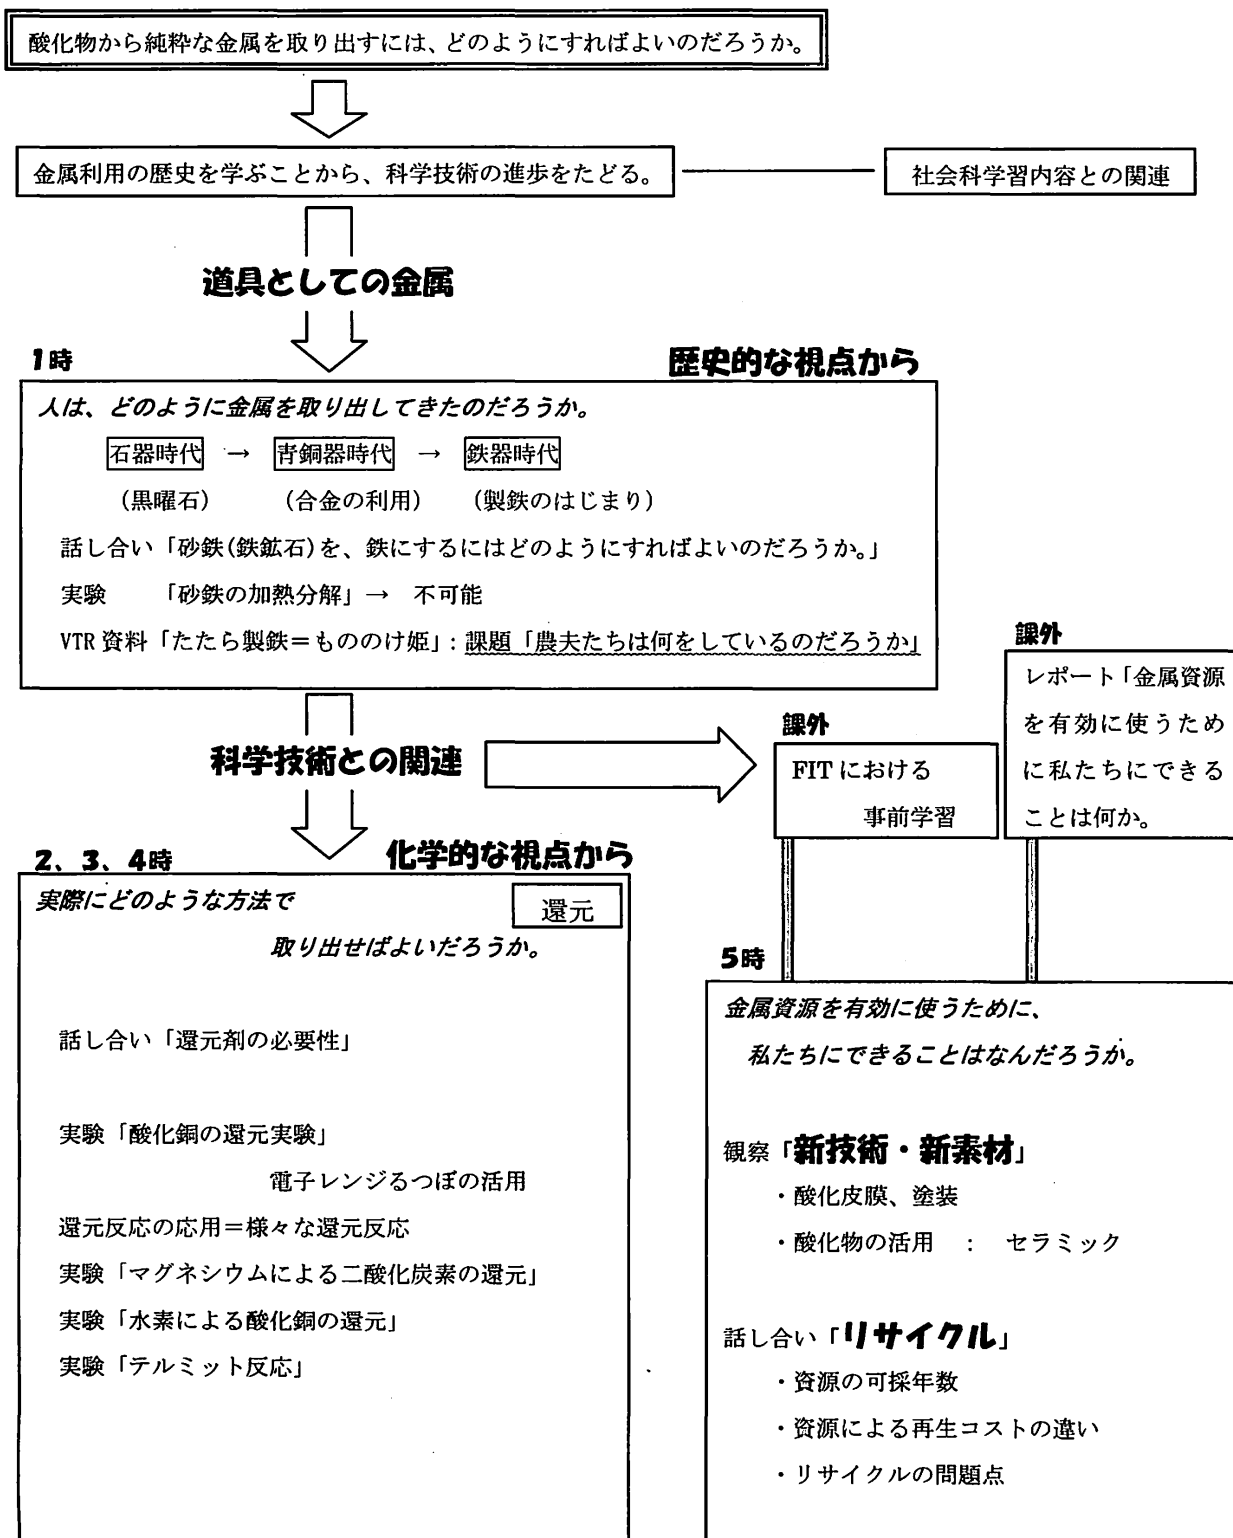 酸化物から純粋な金属を取り出すには、どのようにすればよいのだろうか。
金属利用の歴史を学ぶことから、科学技術の進歩をたどる。
社会科学習内容との関連
道具としての金属
1時
歴史的な視点から
人は、どのように金属を取り出してきたのだろうか。
石器時代 → 青銅器時代 → 鉄器時代
(黒曜石) (合金の利用) (製鉄のはじまり)
話し合い「砂鉄(鉄鉱石)を、鉄にするにはどのようにすればよいのだろうか。」
実験 「砂鉄の加熱分解」→ 不可能
VTR資料「たたら製鉄=もののけ姫」:課題「農夫たちは何をしているのだろうか」
科学技術との関連
課外
FITにおける
事前学習
課外
レポート「金属資源
を有効に使うため
に私たちにできる
ことは何か。
2、3、4時
化学的な視点から
実際にどのような方法で
還元
取り出せばよいだろうか。
話し合い「還元剤の必要性」
実験「酸化銅の還元実験」
電子レンジるつぼの活用
還元反応の応用=様々な還元反応
実験「マグネシウムによる二酸化炭素の還元」
実験「水素による酸化銅の還元」
実験「テルミット反応」
5時
金属資源を有効に使うために、
私たちにできることはなんだろうか。
観察「新技術・新素材」
・酸化皮膜、塗装
・酸化物の活用 : セラミック
話し合い「リサイクル」
・資源の可採年数
・資源による再生コストの違い
・リサイクルの問題点